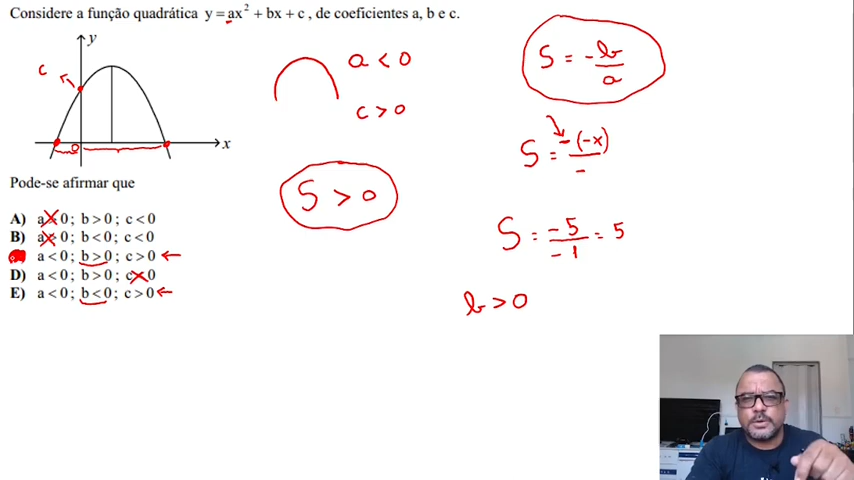 Considere a função quadrática y = ax² + bx + c , de coeficientes a, b e c.
y
c
0
x
a < 0
c > 0
S > 0
S = -b/a
S = -(-x)/-
S = -5/-1 = 5
b > 0
Pode-se afirmar que
A) a > 0 ; b > 0 ; c < 0
B) a > 0 ; b < 0 ; c < 0
a < 0 ; b > 0 ; c > 0
D) a < 0 ; b > 0 ; c < 0
E) a < 0 ; b < 0 ; c > 0